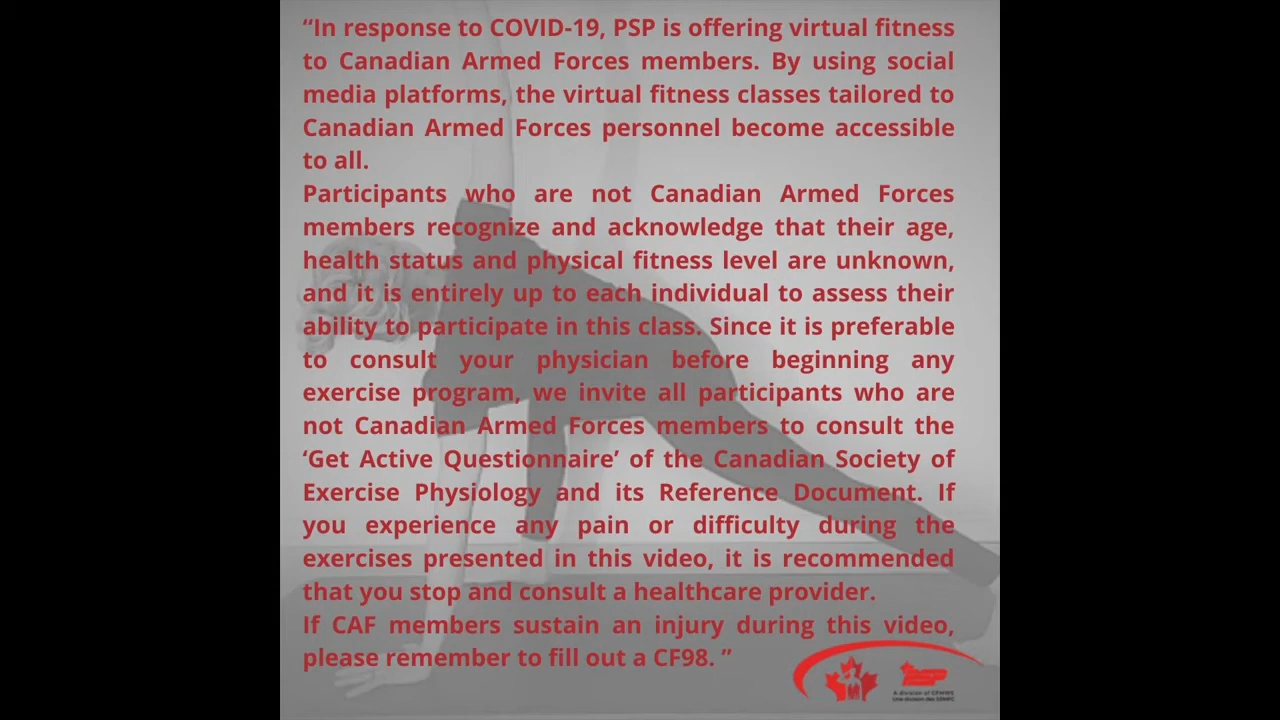 “In response to COVID-19, PSP is offering virtual fitness
to Canadian Armed Forces members. By using social
media platforms, the virtual fitness classes tailored to
Canadian Armed Forces personnel become accessible
to all.
Participants who are not Canadian Armed Forces
members recognize and acknowledge that their age,
health status and physical fitness level are unknown,
and it is entirely up to each individual to assess their
ability to participate in this class. Since it is preferable
to consult your physician before beginning any
exercise program, we invite all participants who are
not Canadian Armed Forces members to consult the
‘Get Active Questionnaire’ of the Canadian Society of
Exercise Physiology and its Reference Document. If
you experience any pain or difficulty during the
exercises presented in this video, it is recommended
that you stop and consult a healthcare provider.
If CAF members sustain an injury during this video,
please remember to fill out a CF98. ”
PSP
A division of CFMWS
Une division des SBMFC